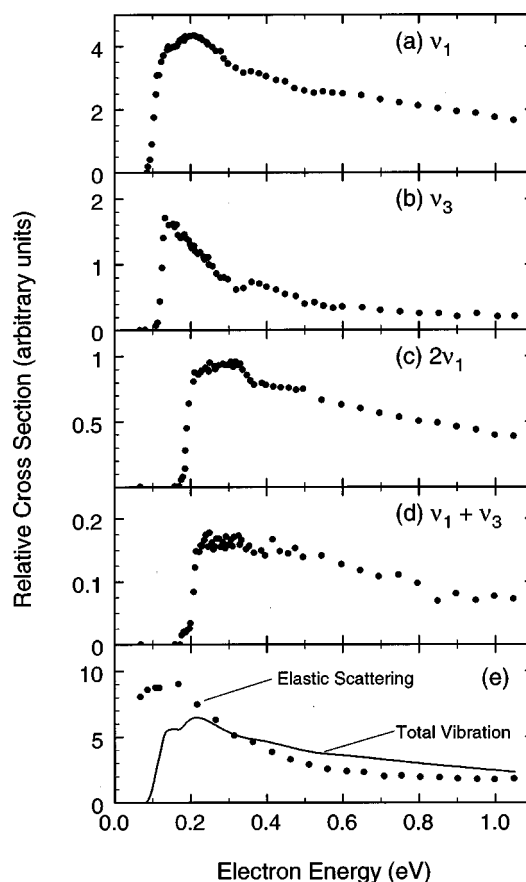 Relative Cross Section (arbitrary units)
(a) ν₁
4
2
0
(b) ν₃
2
1
0
(c) 2ν₁
1
0.5
0
(d) ν₁ + ν₃
0.2
0.1
0
(e)
10
5
0
Elastic Scattering
Total Vibration
0.0 0.2 0.4 0.6 0.8 1.0
Electron Energy (eV)